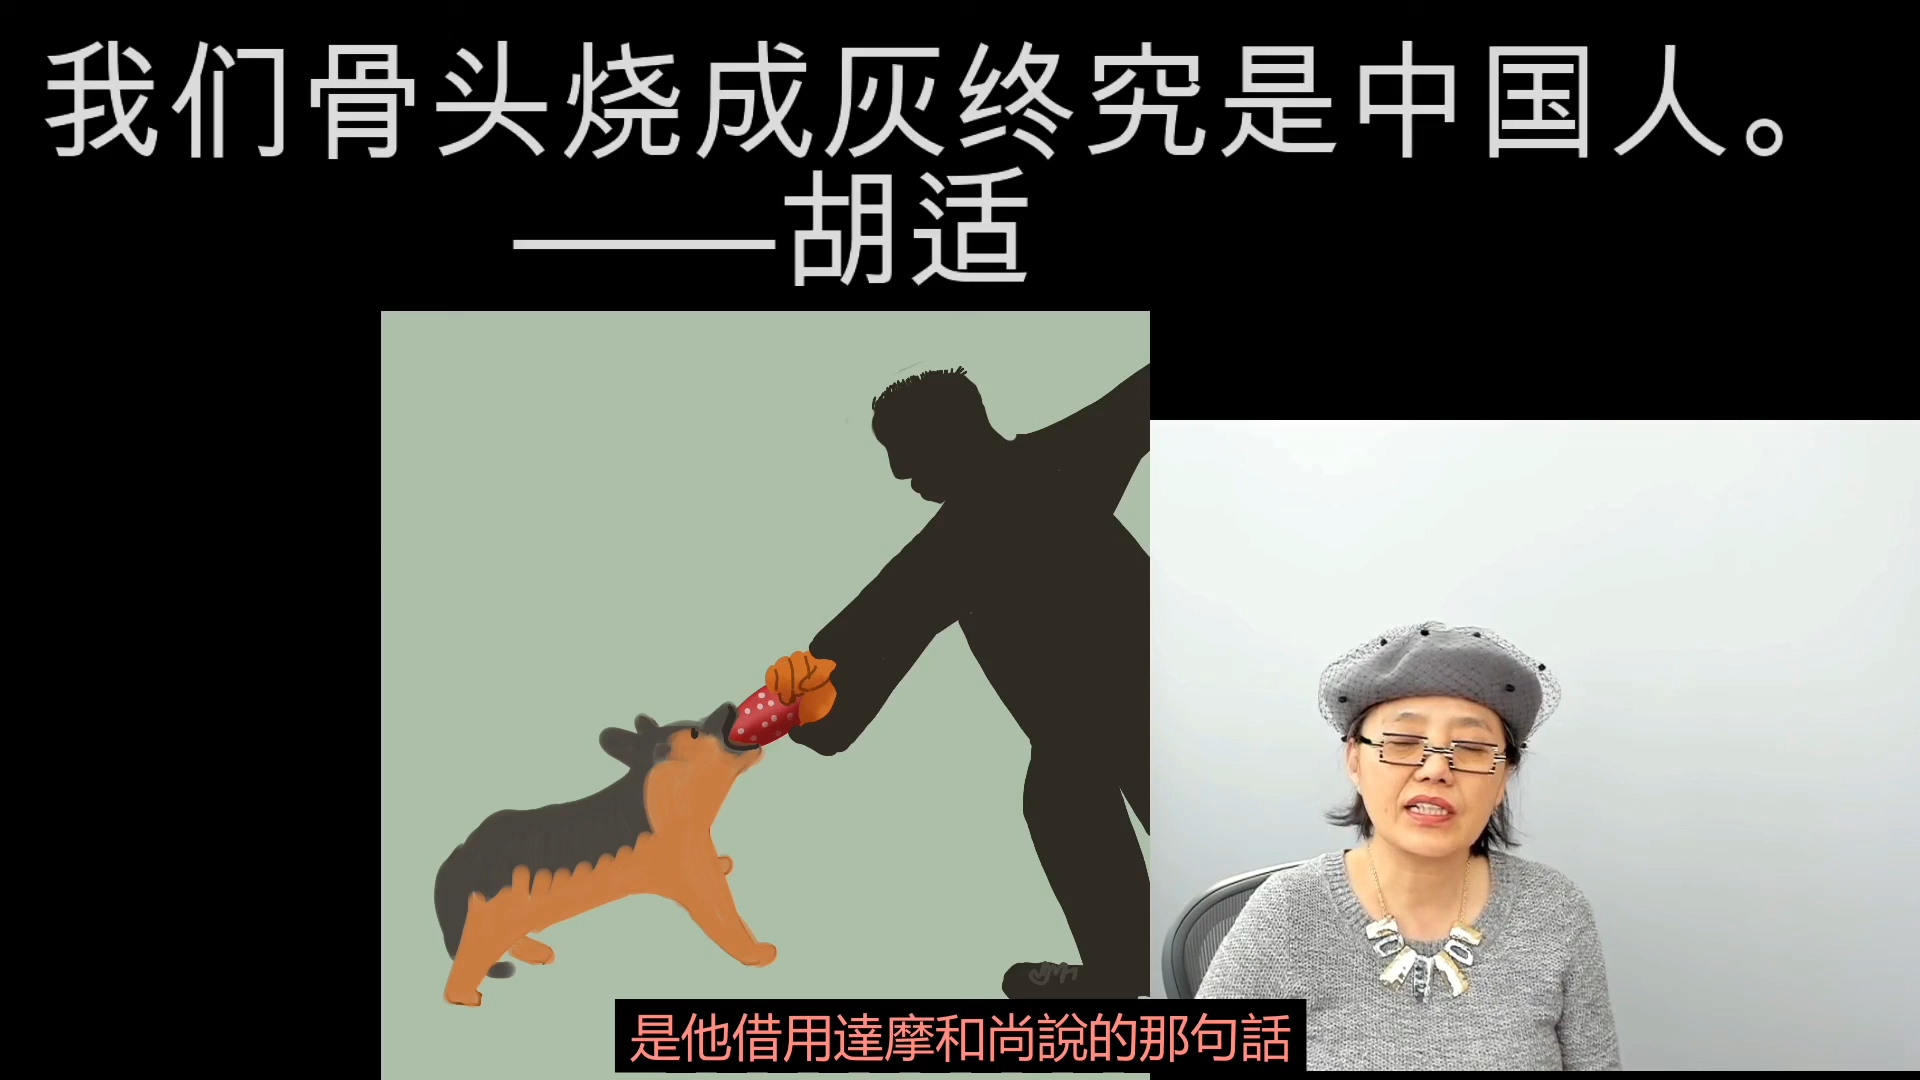 我们骨头烧成灰终究是中国人。
——胡适
是他借用達摩和尚說的那句話